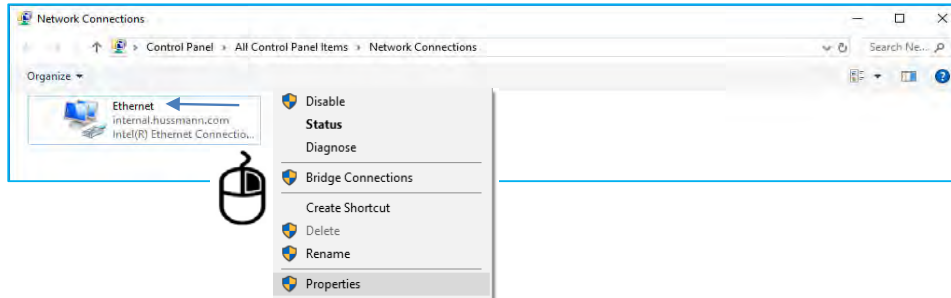 Network Connections
Control Panel > All Control Panel Items > Network Connections
Search Ne...
Organize
Ethernet
internal.hussmann.com
Intel(R) Ethernet Connectio...
Disable
Status
Diagnose
Bridge Connections
Create Shortcut
Delete
Rename
Properties